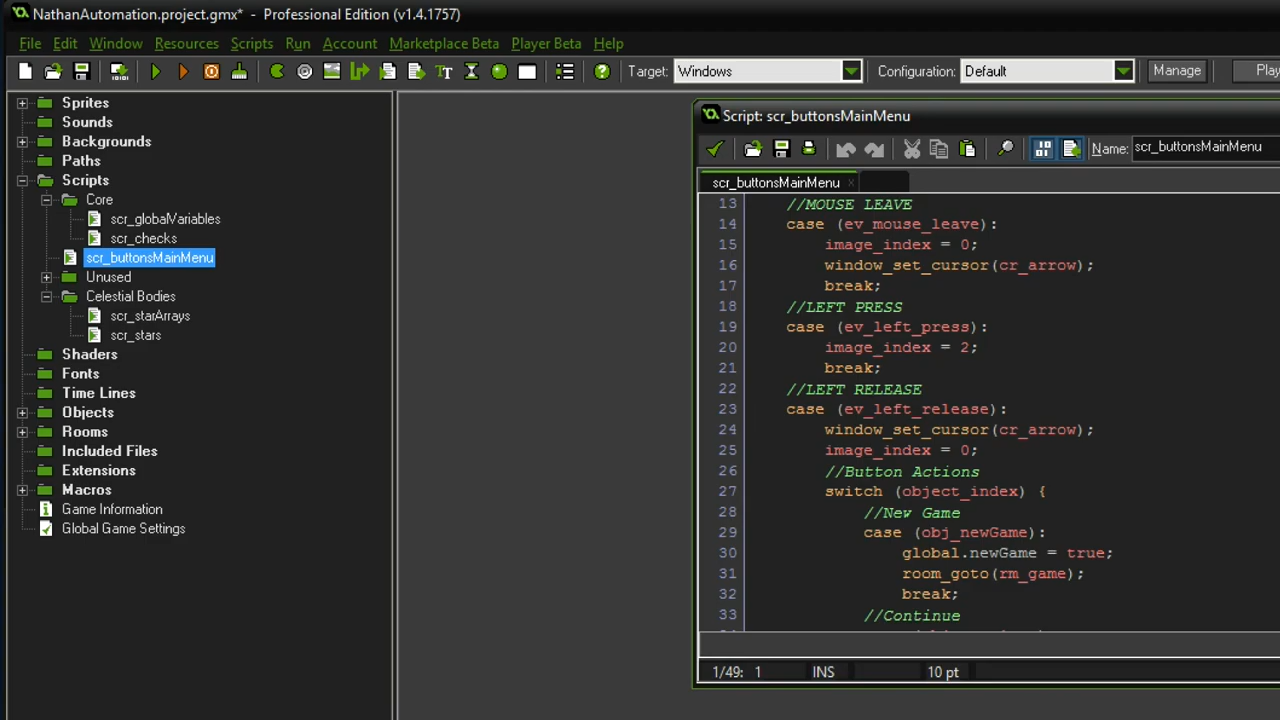 NathanAutomation.project.gmx* - Professional Edition (v1.4.1757)
File Edit Window Resources Scripts Run Account Marketplace Beta Player Beta Help
Target: Windows Configuration: Default Manage Play
Sprites
Sounds
Backgrounds
Paths
Scripts
Core
scr_globalVariables
scr_checks
scr_buttonsMainMenu
Unused
Celestial Bodies
scr_starArrays
scr_stars
Shaders
Fonts
Time Lines
Objects
Rooms
Included Files
Extensions
Macros
Game Information
Global Game Settings
Script: scr_buttonsMainMenu
Name: scr_buttonsMainMenu
scr_buttonsMainMenu x
13 //MOUSE LEAVE
14 case (ev_mouse_leave):
15 image_index = 0;
16 window_set_cursor(cr_arrow);
17 break;
18 //LEFT PRESS
19 case (ev_left_press):
20 image_index = 2;
21 break;
22 //LEFT RELEASE
23 case (ev_left_release):
24 window_set_cursor(cr_arrow);
25 image_index = 0;
26 //Button Actions
27 switch (object_index) {
28 //New Game
29 case (obj_newGame):
30 global.newGame = true;
31 room_goto(rm_game);
32 break;
33 //Continue
1/49: 1 INS 10 pt